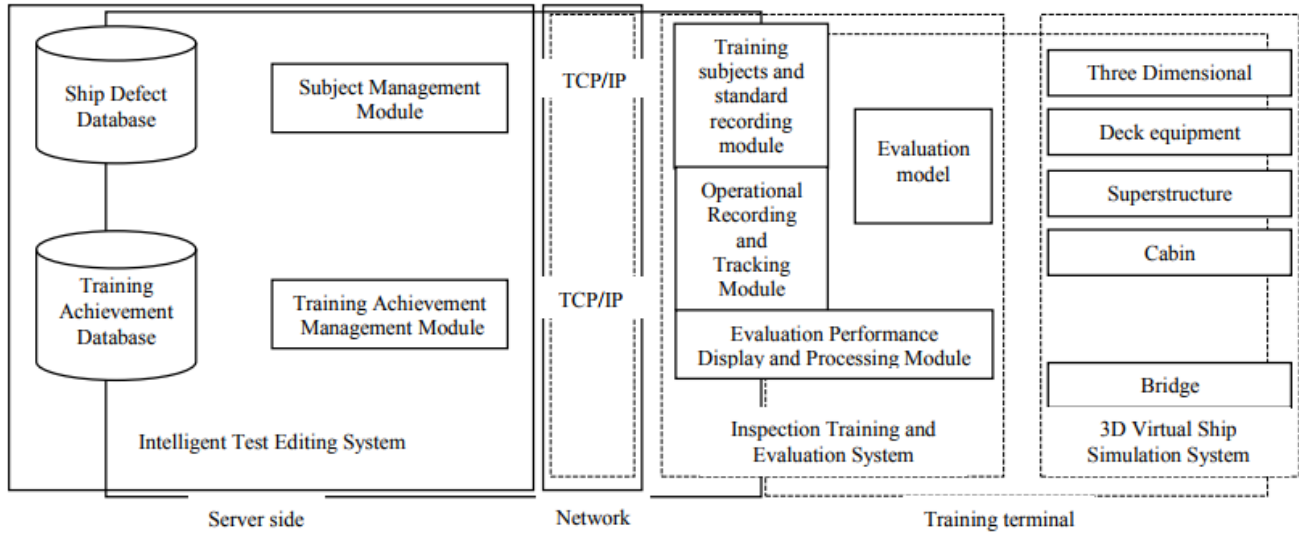 Ship Defect
Database
Subject Management
Module
Training
Achievement
Database
Training Achievement
Management Module
Intelligent Test Editing System
Server side
TCP/IP
TCP/IP
Network
Training
subjects and
standard
recording
module
Operational
Recording
and
Tracking
Module
Evaluation
model
Evaluation Performance
Display and Processing Module
Inspection Training and
Evaluation System
Three Dimensional
Deck equipment
Superstructure
Cabin
Bridge
3D Virtual Ship
Simulation System
Training terminal